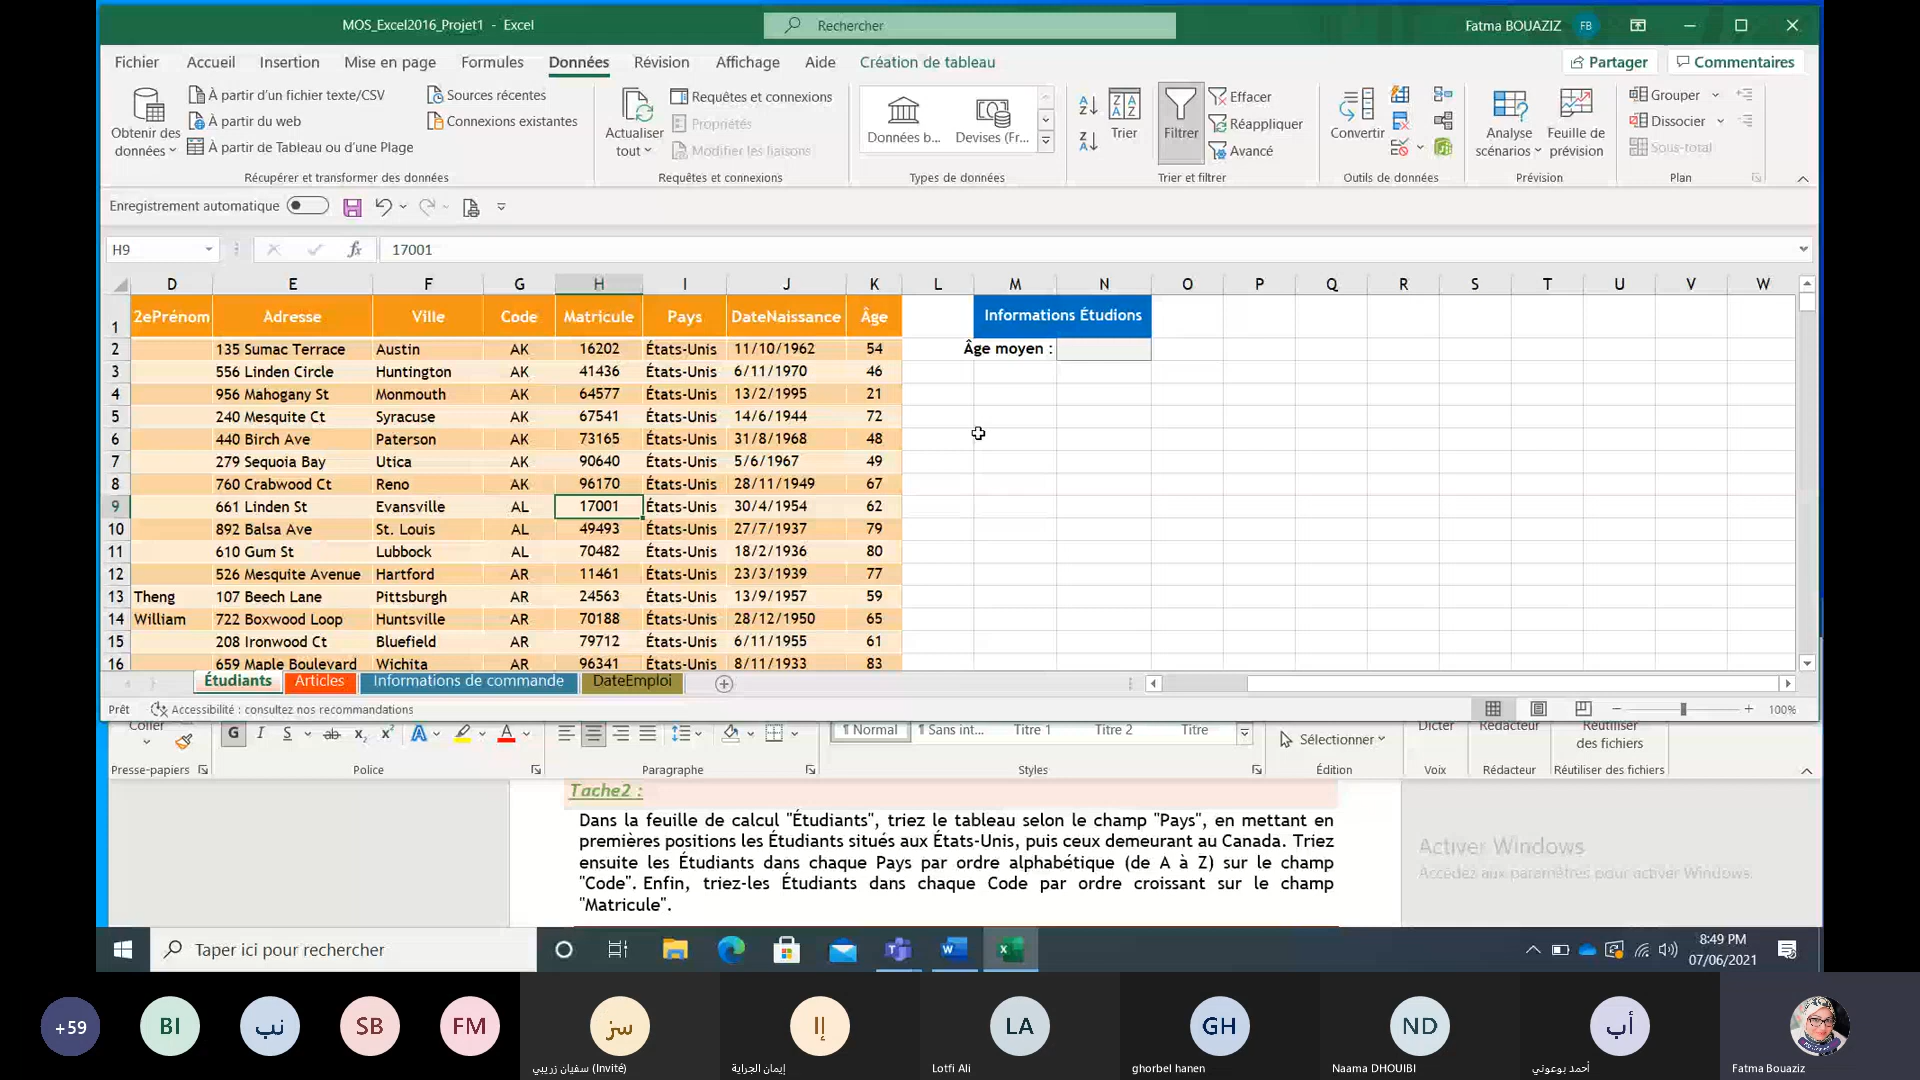 MOS_Excel2016_Projet1 - Excel
Rechercher
Fatma BOUAZIZ
FB
Fichier
Accueil
Insertion
Mise en page
Formules
Données
Révision
Affichage
Aide
Création de tableau
Partager
Commentaires
Obtenir des données
À partir d'un fichier texte/CSV
À partir du web
À partir de Tableau ou d'une Plage
Sources récentes
Connexions existantes
Récupérer et transformer des données
Actualiser tout
Requêtes et connexions
Propriétés
Modifier les liaisons
Requêtes et connexions
Données b...
Devises (Fr...
Types de données
Trier
Filtrer
Effacer
Réappliquer
Avancé
Trier et filtrer
Convertir
Outils de données
Analyse scénarios
Feuille de prévision
Prévision
Grouper
Dissocier
Sous-total
Plan
Enregistrement automatique
H9
fx
17001
D E F G H I J K L M N O P Q R S T U V W
1 2ePrénom Adresse Ville Code Matricule Pays DateNaissance Âge Informations Étudions
2 135 Sumac Terrace Austin AK 16202 États-Unis 11/10/1962 54 Âge moyen :
3 556 Linden Circle Huntington AK 41436 États-Unis 6/11/1970 46
4 956 Mahogany St Monmouth AK 64577 États-Unis 13/2/1995 21
5 240 Mesquite Ct Syracuse AK 67541 États-Unis 14/6/1944 72
6 440 Birch Ave Paterson AK 73165 États-Unis 31/8/1968 48
7 279 Sequoia Bay Utica AK 90640 États-Unis 5/6/1967 49
8 760 Crabwood Ct Reno AK 96170 États-Unis 28/11/1949 67
9 661 Linden St Evansville AL 17001 États-Unis 30/4/1954 62
10 892 Balsa Ave St. Louis AL 49493 États-Unis 27/7/1937 79
11 610 Gum St Lubbock AL 70482 États-Unis 18/2/1936 80
12 526 Mesquite Avenue Hartford AR 11461 États-Unis 23/3/1939 77
13 Theng 107 Beech Lane Pittsburgh AR 24563 États-Unis 13/9/1957 59
14 William 722 Boxwood Loop Huntsville AR 70188 États-Unis 28/12/1950 65
15 208 Ironwood Ct Bluefield AR 79712 États-Unis 6/11/1955 61
16 659 Maple Boulevard Wichita AR 96341 États-Unis 8/11/1933 83
Étudiants
Articles
Informations de commande
DateEmploi
Prêt
Accessibilité : consultez nos recommandations
100%
Coller
Presse-papiers
G I S ab x₂ x² A A
Police
Paragraphe
¶ Normal
¶ Sans int...
Titre 1
Titre 2
Titre
Styles
Sélectionner
Édition
Dicter
Voix
Rédacteur
Rédacteur
Réutiliser des fichiers
Réutiliser des fichiers
Tache2 :
Dans la feuille de calcul "Étudiants", triez le tableau selon le champ "Pays", en mettant en
premières positions les Étudiants situés aux États-Unis, puis ceux demeurant au Canada. Triez
ensuite les Étudiants dans chaque Pays par ordre alphabétique (de A à Z) sur le champ
"Code". Enfin, triez-les Étudiants dans chaque Code par ordre croissant sur le champ
"Matricule".
Activer Windows
Accédez aux paramètres pour activer Windows.
Taper ici pour rechercher
8:49 PM
07/06/2021
+59
BI
نب
SB
FM
سز
إا
LA
GH
ND
أب
سفيان زريبي (Invité)
إيمان الجراية
Lotfi Ali
ghorbel hanen
Naama DHOUIBI
أحمد بوعوني
Fatma Bouaziz